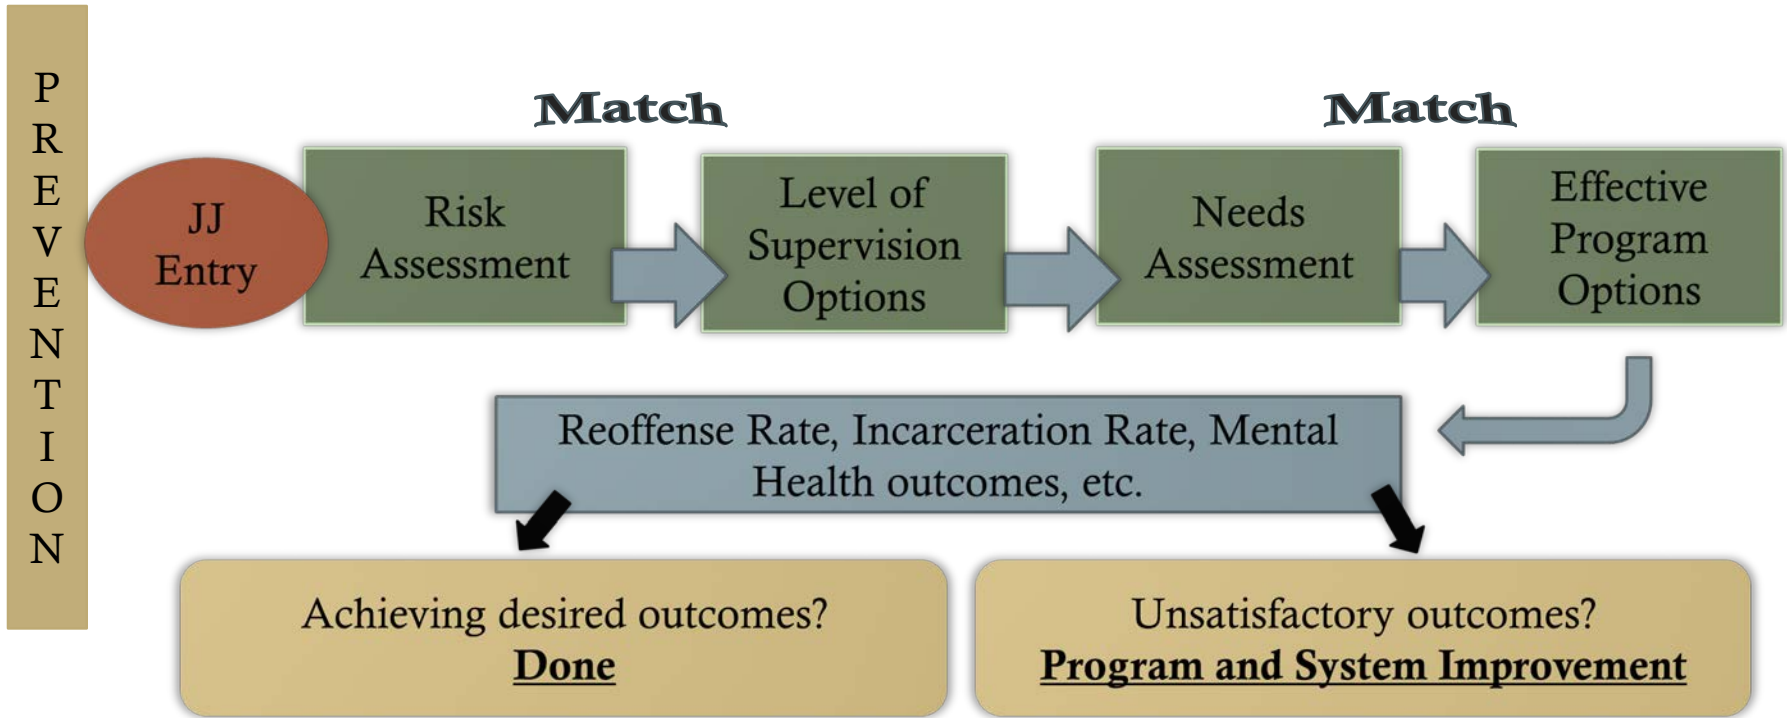 PREVENTION
Match
Match
JJ
Entry
Risk
Assessment
Level of
Supervision
Options
Needs
Assessment
Effective
Program
Options
Reoffense Rate, Incarceration Rate, Mental
Health outcomes, etc.
Achieving desired outcomes?
Done
Unsatisfactory outcomes?
Program and System Improvement